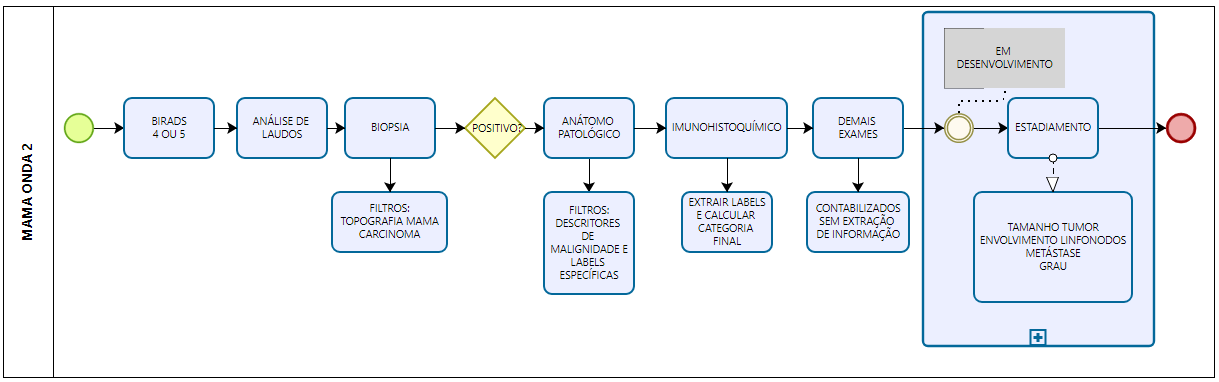 MAMA ONDA 2
BIRADS
4 OU 5
ANÁLISE DE
LAUDOS
BIOPSIA
POSITIVO?
ANÁTOMO
PATOLÓGICO
IMUNOHISTOQUÍMICO
DEMAIS
EXAMES
EM
DESENVOLVIMENTO
ESTADIAMENTO
FILTROS:
TOPOGRAFIA MAMA
CARCINOMA
FILTROS:
DESCRITORES
DE
MALIGNIDADE E
LABELS
ESPECÍFICAS
EXTRAIR LABELS
E CALCULAR
CATEGORIA
FINAL
CONTABILIZADOS
SEM EXTRAÇÃO
DE INFORMAÇÃO
TAMANHO TUMOR
ENVOLVIMENTO LINFONODOS
METÁSTASE
GRAU